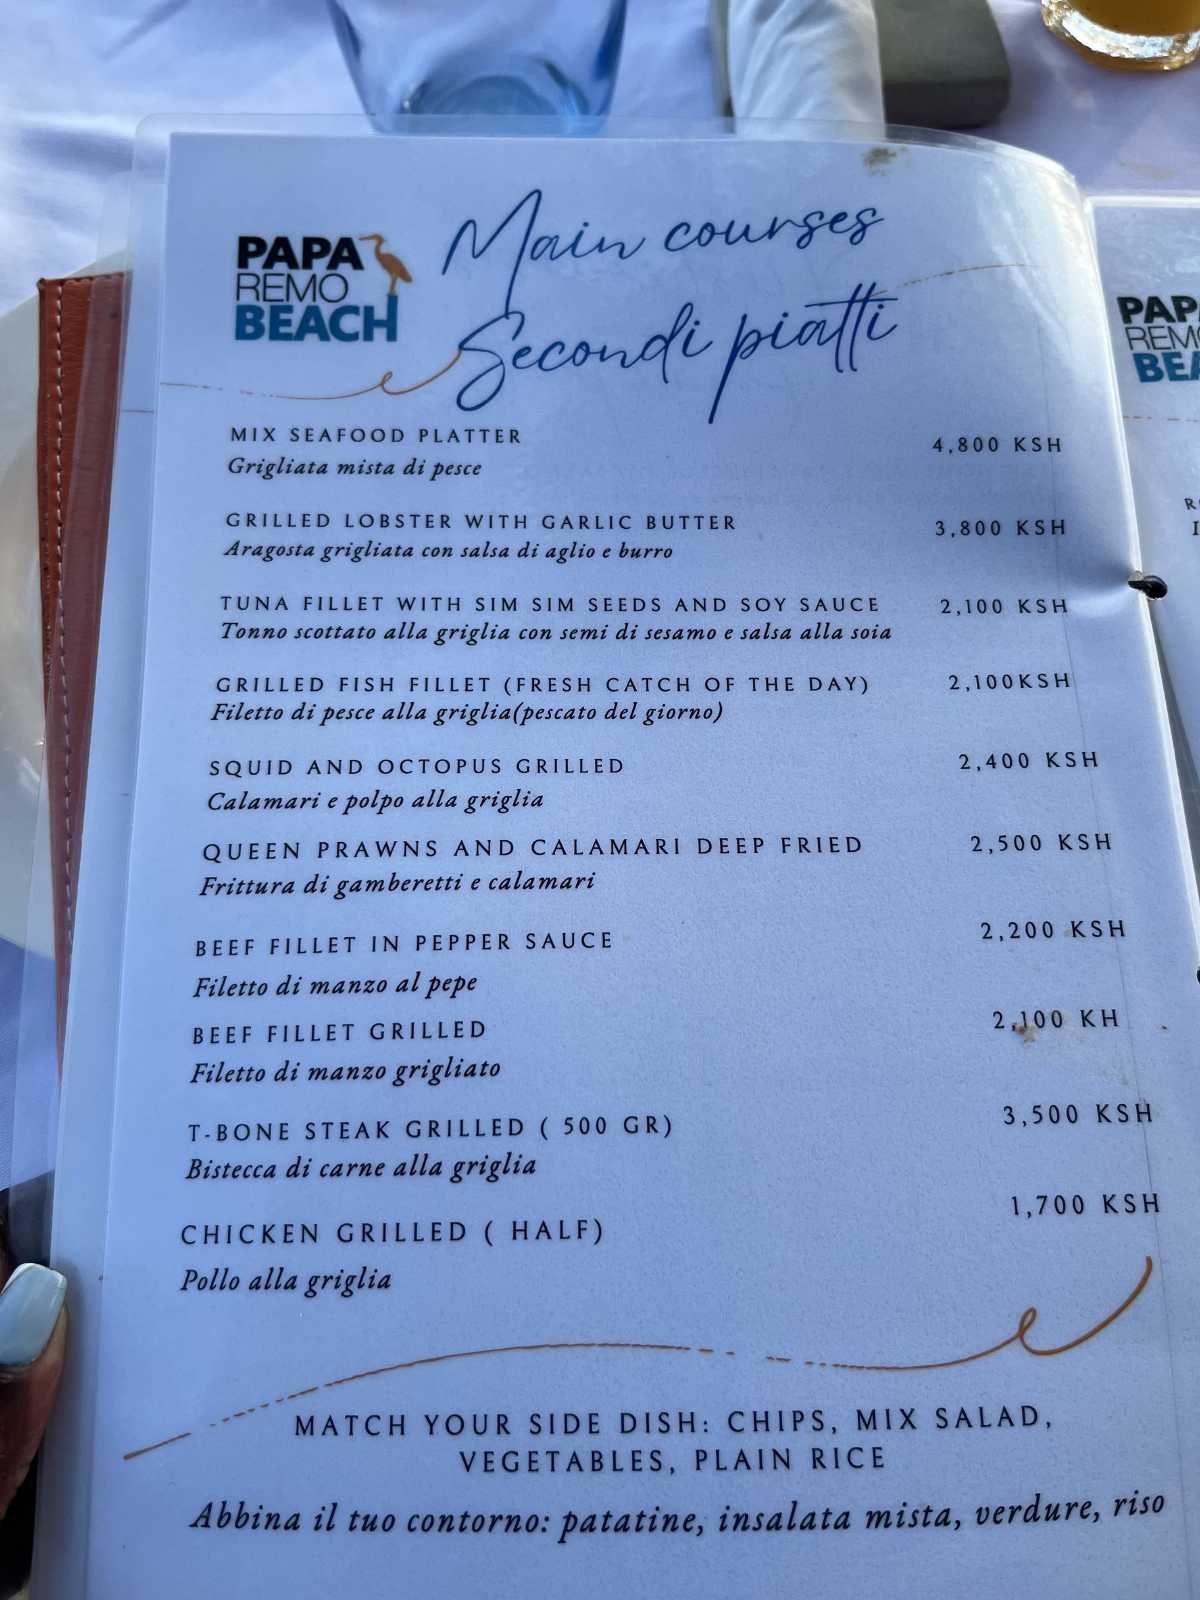 PAPA
REMO
BEACH
Main courses
Secondi piatti
MIX SEAFOOD PLATTER 4,800 KSH
Grigliata mista di pesce
GRILLED LOBSTER WITH GARLIC BUTTER 3,800 KSH
Aragosta grigliata con salsa di aglio e burro
TUNA FILLET WITH SIM SIM SEEDS AND SOY SAUCE 2,100 KSH
Tonno scottato alla griglia con semi di sesamo e salsa alla soia
GRILLED FISH FILLET (FRESH CATCH OF THE DAY) 2,100KSH
Filetto di pesce alla griglia(pescato del giorno)
SQUID AND OCTOPUS GRILLED 2,400 KSH
Calamari e polpo alla griglia
QUEEN PRAWNS AND CALAMARI DEEP FRIED 2,500 KSH
Frittura di gamberetti e calamari
BEEF FILLET IN PEPPER SAUCE 2,200 KSH
Filetto di manzo al pepe
BEEF FILLET GRILLED 2,100 KH
Filetto di manzo grigliato
T-BONE STEAK GRILLED ( 500 GR) 3,500 KSH
Bistecca di carne alla griglia
CHICKEN GRILLED ( HALF) 1,700 KSH
Pollo alla griglia
MATCH YOUR SIDE DISH: CHIPS, MIX SALAD,
VEGETABLES, PLAIN RICE
Abbina il tuo contorno: patatine, insalata mista, verdure, riso